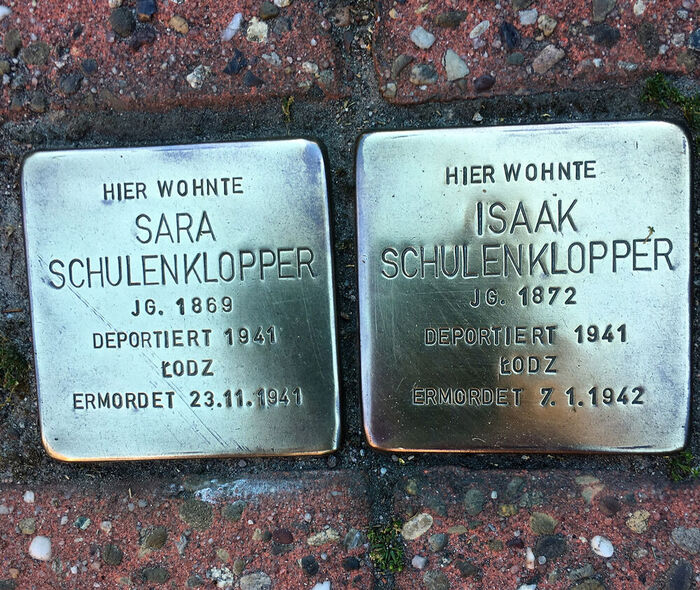 HIER WOHNTE
SARA
SCHULENKLOPPER
JG. 1869
DEPORTIERT 1941
ŁODZ
ERMORDET 23.11.1941
HIER WOHNTE
ISAAK
SCHULENKLOPPER
JG. 1872
DEPORTIERT 1941
ŁODZ
ERMORDET 7.1.1942